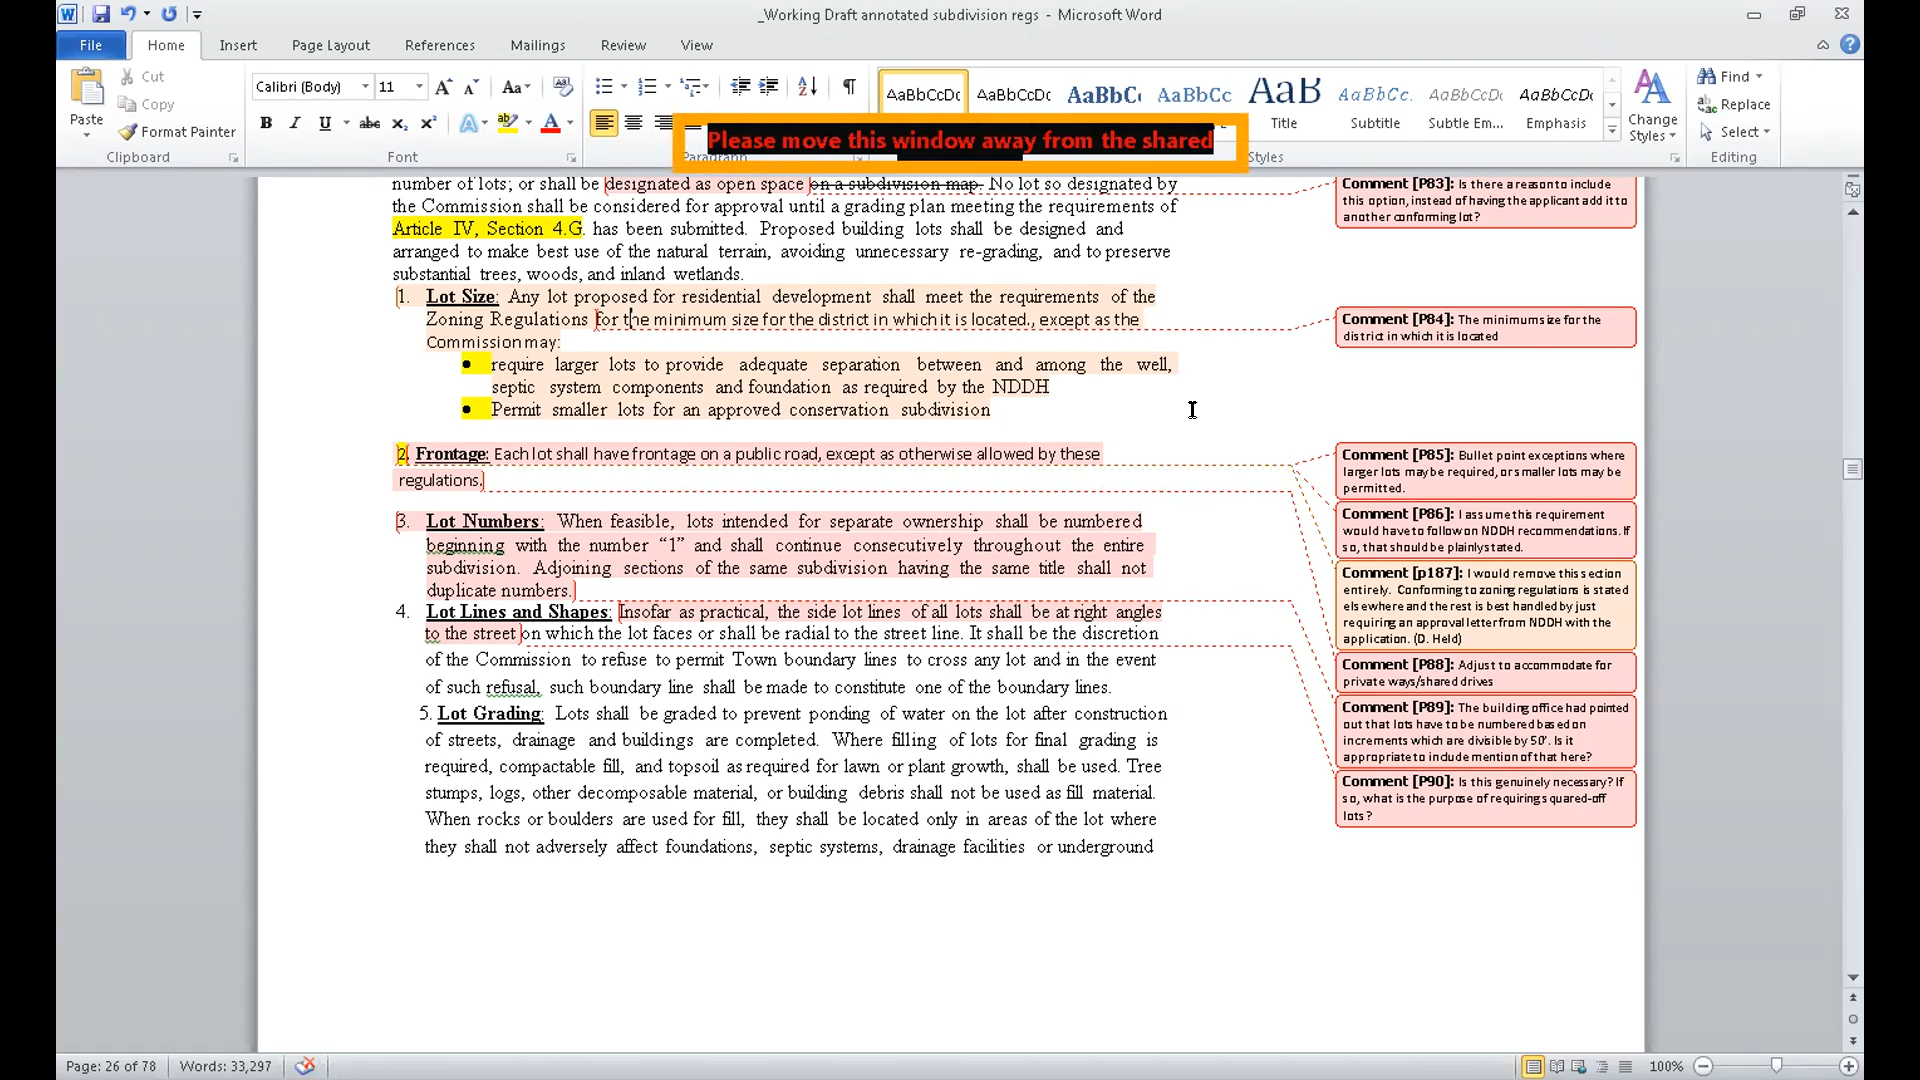 _Working Draft annotated subdivision regs - Microsoft Word
File Home Insert Page Layout References Mailings Review View
Paste
Cut
Copy
Format Painter
Clipboard
Calibri (Body) 11
Font
Paragraph
Please move this window away from the shared
AaBbCcDc AaBbCcDc AaBbC( AaBbCc AaB AaBbCc. AaBbCcDc AaBbCcDc
Title Subtitle Subtle Em... Emphasis
Styles
Change Styles
Find
Replace
Select
Editing
number of lots; or shall be designated as open space on a subdivision map. No lot so designated by
the Commission shall be considered for approval until a grading plan meeting the requirements of
Article IV, Section 4.G. has been submitted. Proposed building lots shall be designed and
arranged to make best use of the natural terrain, avoiding unnecessary re-grading, and to preserve
substantial trees, woods, and inland wetlands.
1. Lot Size: Any lot proposed for residential development shall meet the requirements of the
Zoning Regulations for the minimum size for the district in which it is located., except as the
Commission may:
• require larger lots to provide adequate separation between and among the well,
septic system components and foundation as required by the NDDH
• Permit smaller lots for an approved conservation subdivision
2. Frontage: Each lot shall have frontage on a public road, except as otherwise allowed by these
regulations.
3. Lot Numbers: When feasible, lots intended for separate ownership shall be numbered
beginning with the number “1” and shall continue consecutively throughout the entire
subdivision. Adjoining sections of the same subdivision having the same title shall not
duplicate numbers.
4. Lot Lines and Shapes: Insofar as practical, the side lot lines of all lots shall be at right angles
to the street on which the lot faces or shall be radial to the street line. It shall be the discretion
of the Commission to refuse to permit Town boundary lines to cross any lot and in the event
of such refusal, such boundary line shall be made to constitute one of the boundary lines.
5. Lot Grading: Lots shall be graded to prevent ponding of water on the lot after construction
of streets, drainage and buildings are completed. Where filling of lots for final grading is
required, compactable fill, and topsoil as required for lawn or plant growth, shall be used. Tree
stumps, logs, other decomposable material, or building debris shall not be used as fill material.
When rocks or boulders are used for fill, they shall be located only in areas of the lot where
they shall not adversely affect foundations, septic systems, drainage facilities or underground
Comment [P83]: Is there a reason to include
this option, instead of having the applicant add it to
another conforming lot?
Comment [P84]: The minimum size for the
district in which it is located
Comment [P85]: Bullet point exceptions where
larger lots may be required, or smaller lots may be
permitted.
Comment [P86]: I assume this requirement
would have to follow on NDDH recommendations. If
so, that should be plainly stated.
Comment [p187]: I would remove this section
entirely. Conforming to zoning regulations is stated
elsewhere and the rest is best handled by just
requiring an approval letter from NDDH with the
application. (D. Held)
Comment [P88]: Adjust to accommodate for
private ways/shared drives
Comment [P89]: The building office had pointed
out that lots have to be numbered based on
increments which are divisible by 50'. Is it
appropriate to include mention of that here?
Comment [P90]: Is this genuinely necessary? If
so, what is the purpose of requiring squared-off
lots?
Page: 26 of 78 Words: 33,297 100%